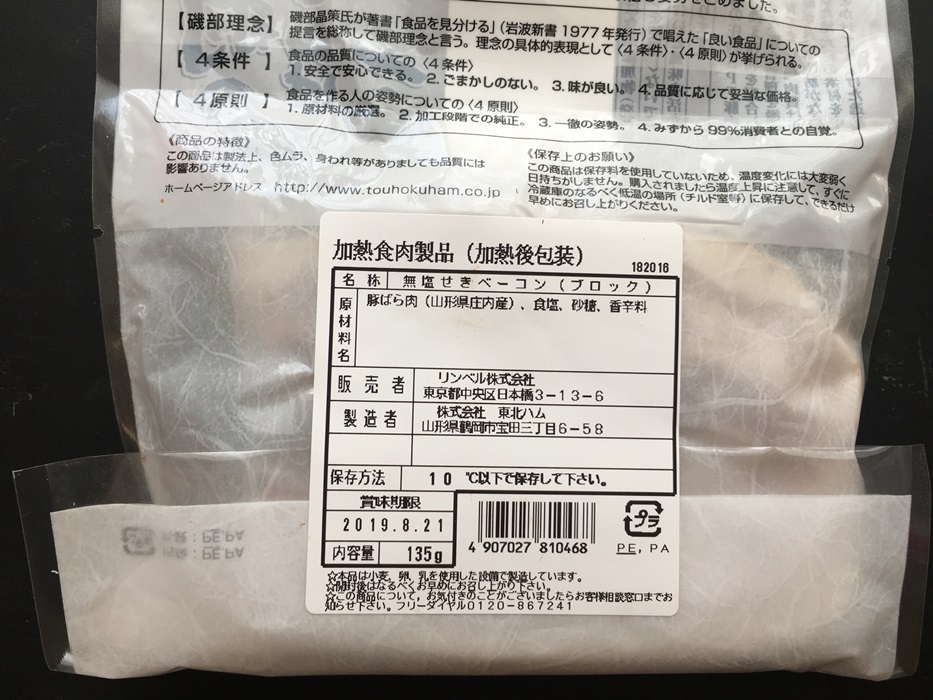 【磯部理念】 磯部晶策氏が著書「食品を見分ける」(岩波新書1977年発行)で唱えた「良い食品」についての
提言を総称して磯部理念と言う。理念の具体的表現として〈4条件〉・〈4原則〉が挙げられる。
【4条件】 食品の品質についての〈4条件〉
1.安全で安心できる。 2.ごまかしのない。 3.味が良い。 4.品質に応じて妥当な価格。
【4原則】 食品を作る人の姿勢についての〈4原則〉
1.原材料の厳選。 2.加工段階での純正。 3.一徹の姿勢。 4.みずから99%消費者との自覚。
《商品の特徴》
この商品は製法上、色ムラ、身われ等がありましても品質には
影響ありません。
ホームページアドレス http://www.touhokuham.co.jp
《保存上のお願い》
この商品は保存料を使用していないため、温度変化には大変弱く
日持ちがしません。購入されましたら温度上昇に注意して、すぐに
冷蔵庫のなるべく低温の場所(チルド室等)に保存して、できるだけ
早めにお召し上がりください。
加熱食肉製品(加熱後包装)
182016
名称 無塩せきベーコン(ブロック)
原材料名 豚ばら肉(山形県庄内産)、食塩、砂糖、香辛料
販売者 リンベル株式会社
東京都中央区日本橋3-13-6
製造者 株式会社 東北ハム
山形県鶴岡市宝田三丁目6-58
保存方法 10℃以下で保存して下さい。
賞味期限
2019.8.21
内容量 135g
4 907027 810468
プラ
PE, PA
☆本品は小麦、卵、乳を使用した設備で製造しています。
☆開封後はなるべくお早めにお召し上がり下さい。
☆この商品について、お気付きのことがございましたらお客様相談窓口までお
知らせ下さい。フリーダイヤル0120-867241